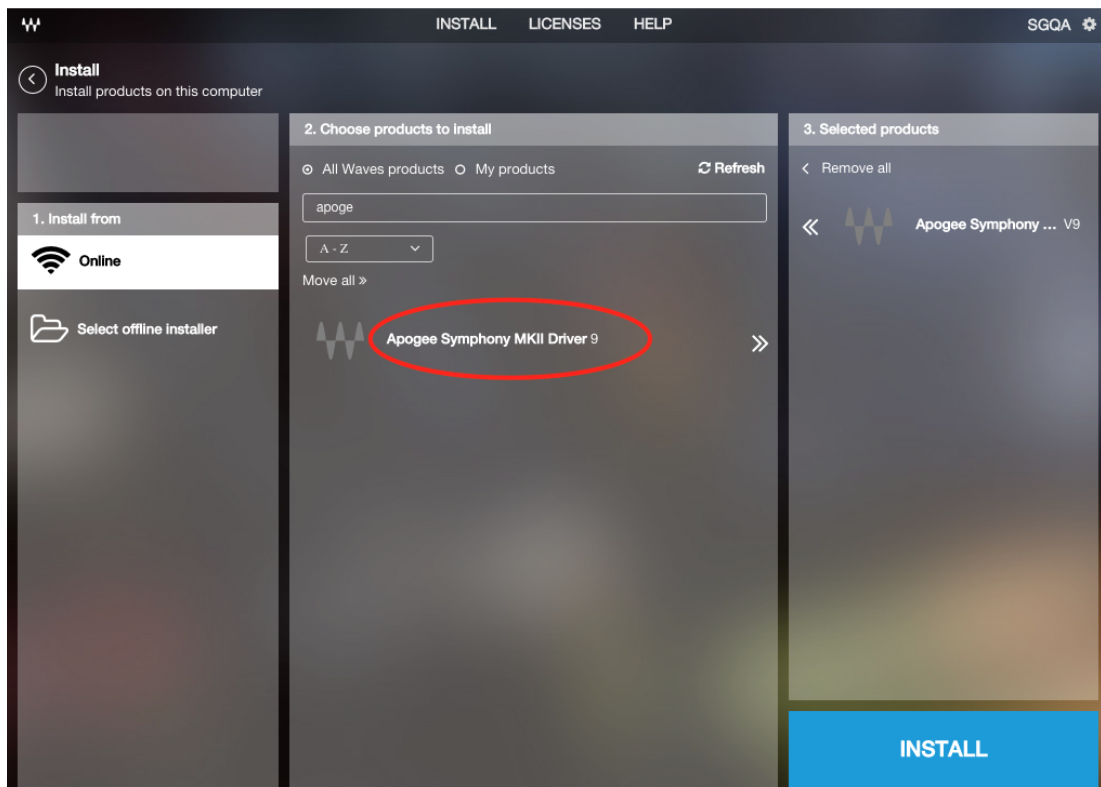 INSTALL LICENSES HELP SGQA
Install
Install products on this computer
1. Install from
Online
Select offline installer
2. Choose products to install
All Waves products My products Refresh
apoge
A - Z
Move all »
Apogee Symphony MKII Driver 9
3. Selected products
Remove all
Apogee Symphony ... V9
INSTALL